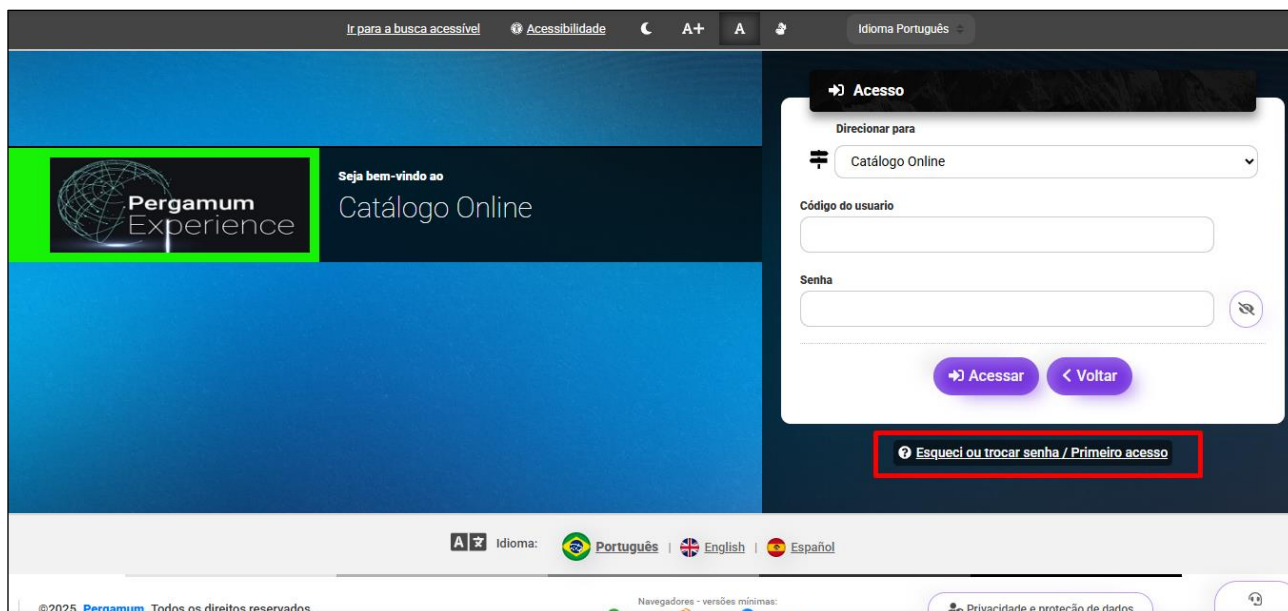 Ir para a busca acessível Acessibilidade A+ A Idioma Português
Acesso
Direcionar para
Catálogo Online
Código do usuario
Senha
Acessar Voltar
Esqueci ou trocar senha / Primeiro acesso
Pergamum
Experience
Seja bem-vindo ao
Catálogo Online
Idioma: Português | English | Español
©2025 Pergamum. Todos os direitos reservados
Navegadores - versões mínimas:
Privacidade e proteção de dados